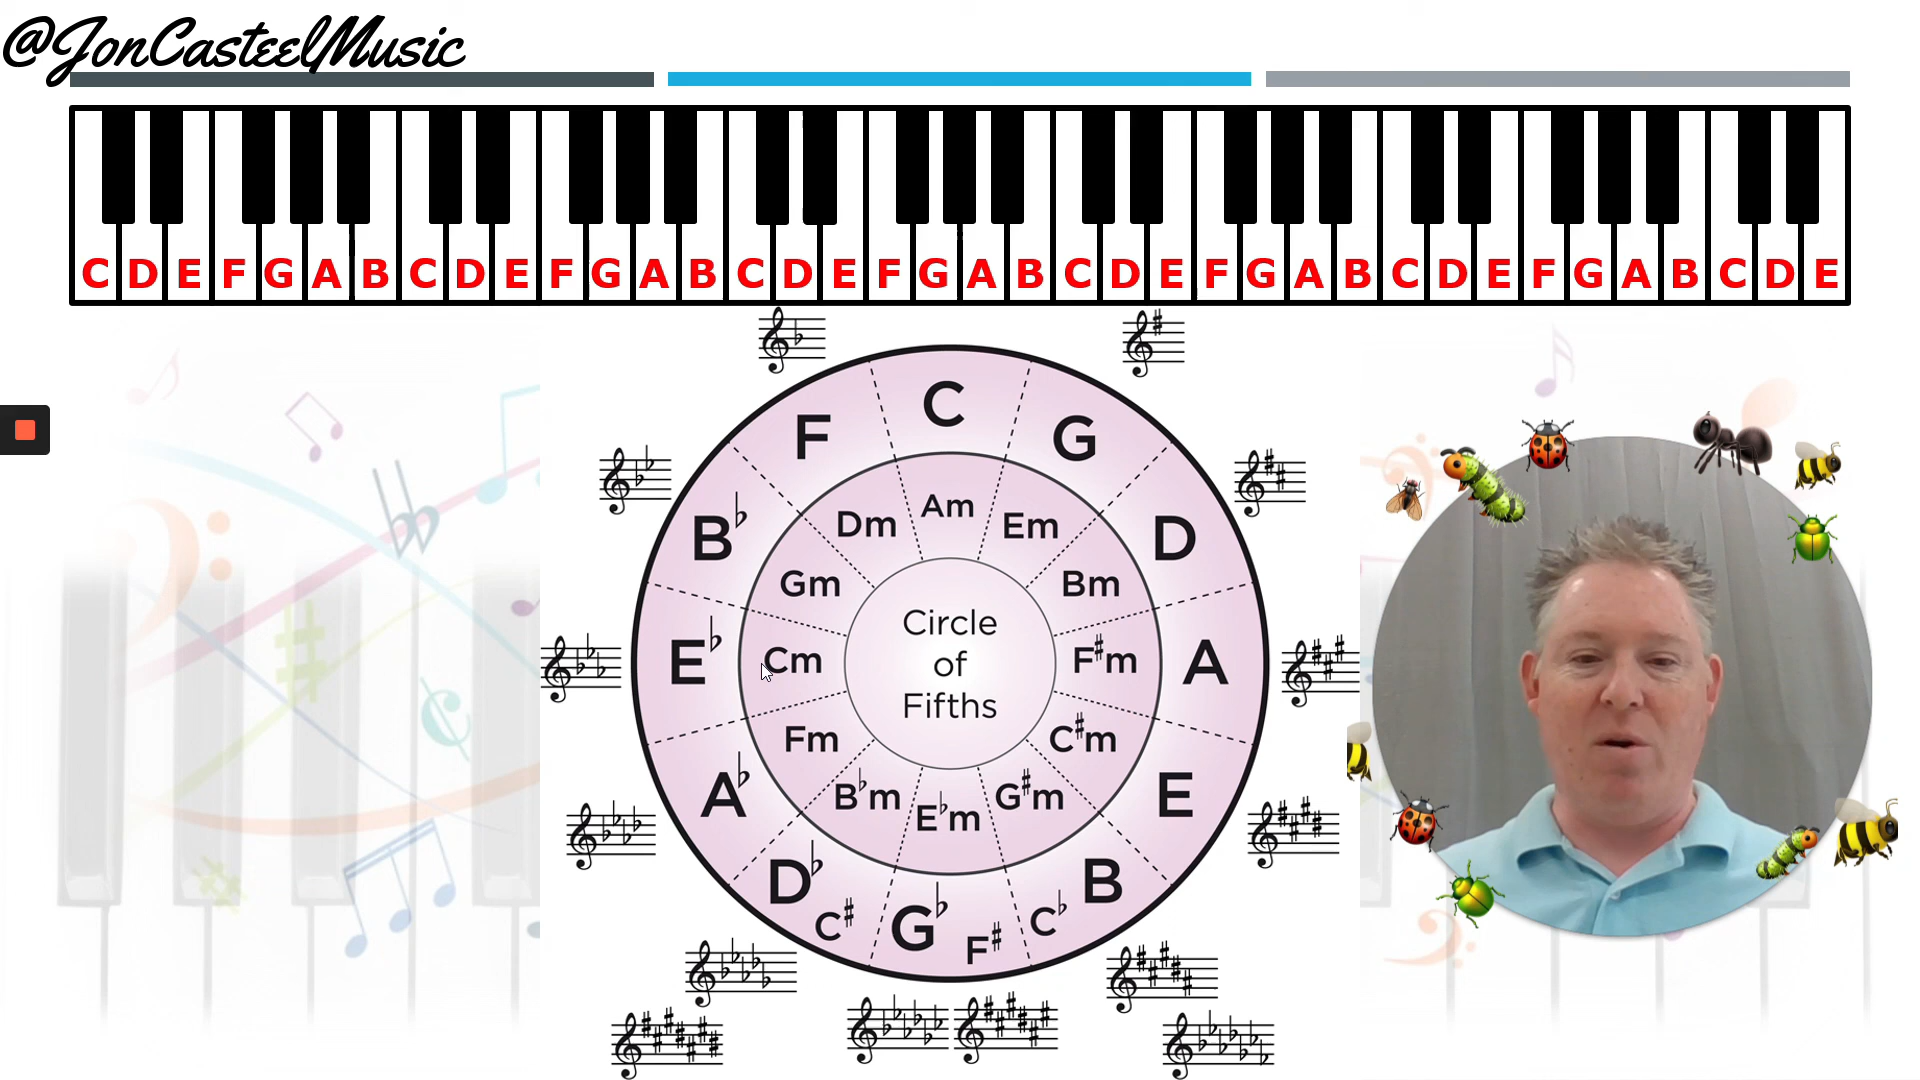 @JonCasteelMusic
C D E F G A B C D E F G A B C D E F G A B C D E F G A B C D E F G A B C D E
C
F G
B♭ D
E♭ A
A♭ E
D♭ B
C♯ G♭ F♯ C♭
Am
Dm Em
Gm Bm
Cm F♯m
Fm C♯m
B♭m G♯m
E♭m
Circle
of
Fifths